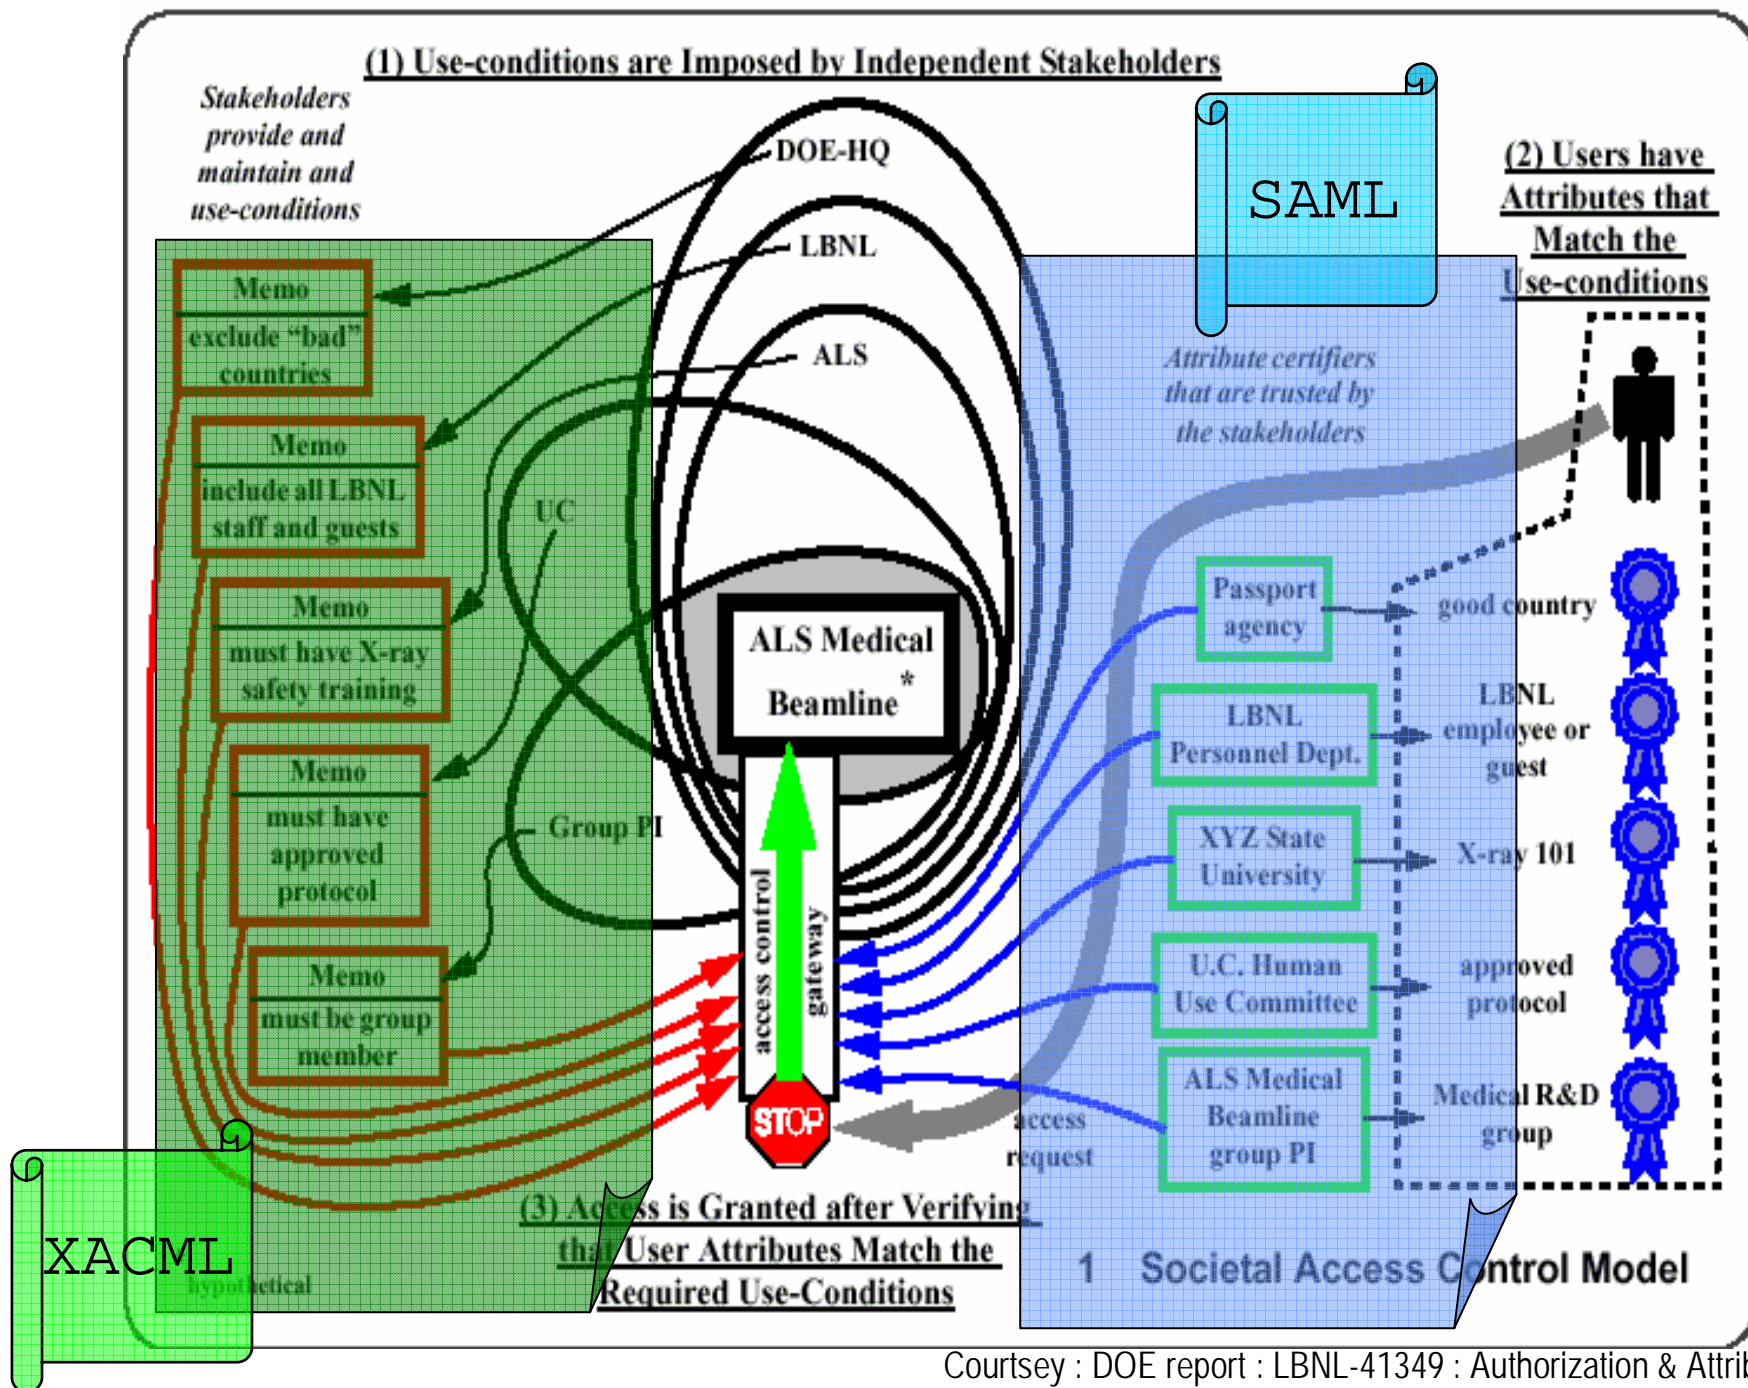 (1) Use-conditions are Imposed by Independent Stakeholders
Stakeholders
provide and
maintain and
use-conditions
DOE-HQ
LBNL
ALS
UC
Group PI
Memo
exclude “bad”
countries
Memo
include all LBNL
staff and guests
Memo
must have X-ray
safety training
Memo
must have
approved
protocol
Memo
must be group
member
XACML
hypothetical
ALS Medical
Beamline *
access control
gateway
STOP
access
request
(3) Access is Granted after Verifying
that User Attributes Match the
Required Use-Conditions
SAML
Attribute certifiers
that are trusted by
the stakeholders
Passport
agency
LBNL
Personnel Dept.
XYZ State
University
U.C. Human
Use Committee
ALS Medical
Beamline
group PI
(2) Users have
Attributes that
Match the
Use-conditions
good country
LBNL
employee or
guest
X-ray 101
approved
protocol
Medical R&D
group
1 Societal Access Control Model
Courtsey : DOE report : LBNL-41349 : Authorization & Attrib